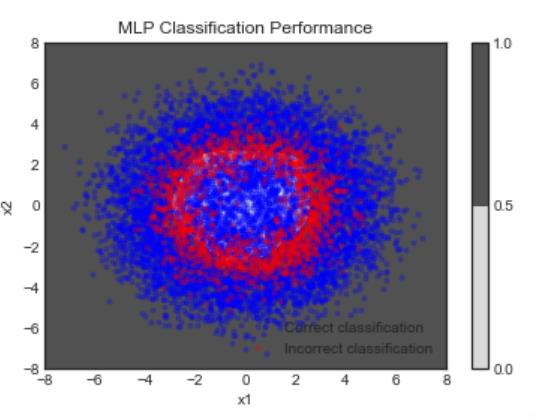 MLP Classification Performance
8
6
4
2
0
−2
−4
−6
−8
x2
−8 −6 −4 −2 0 2 4 6 8
x1
Correct classification
Incorrect classification
1.0
0.5
0.0